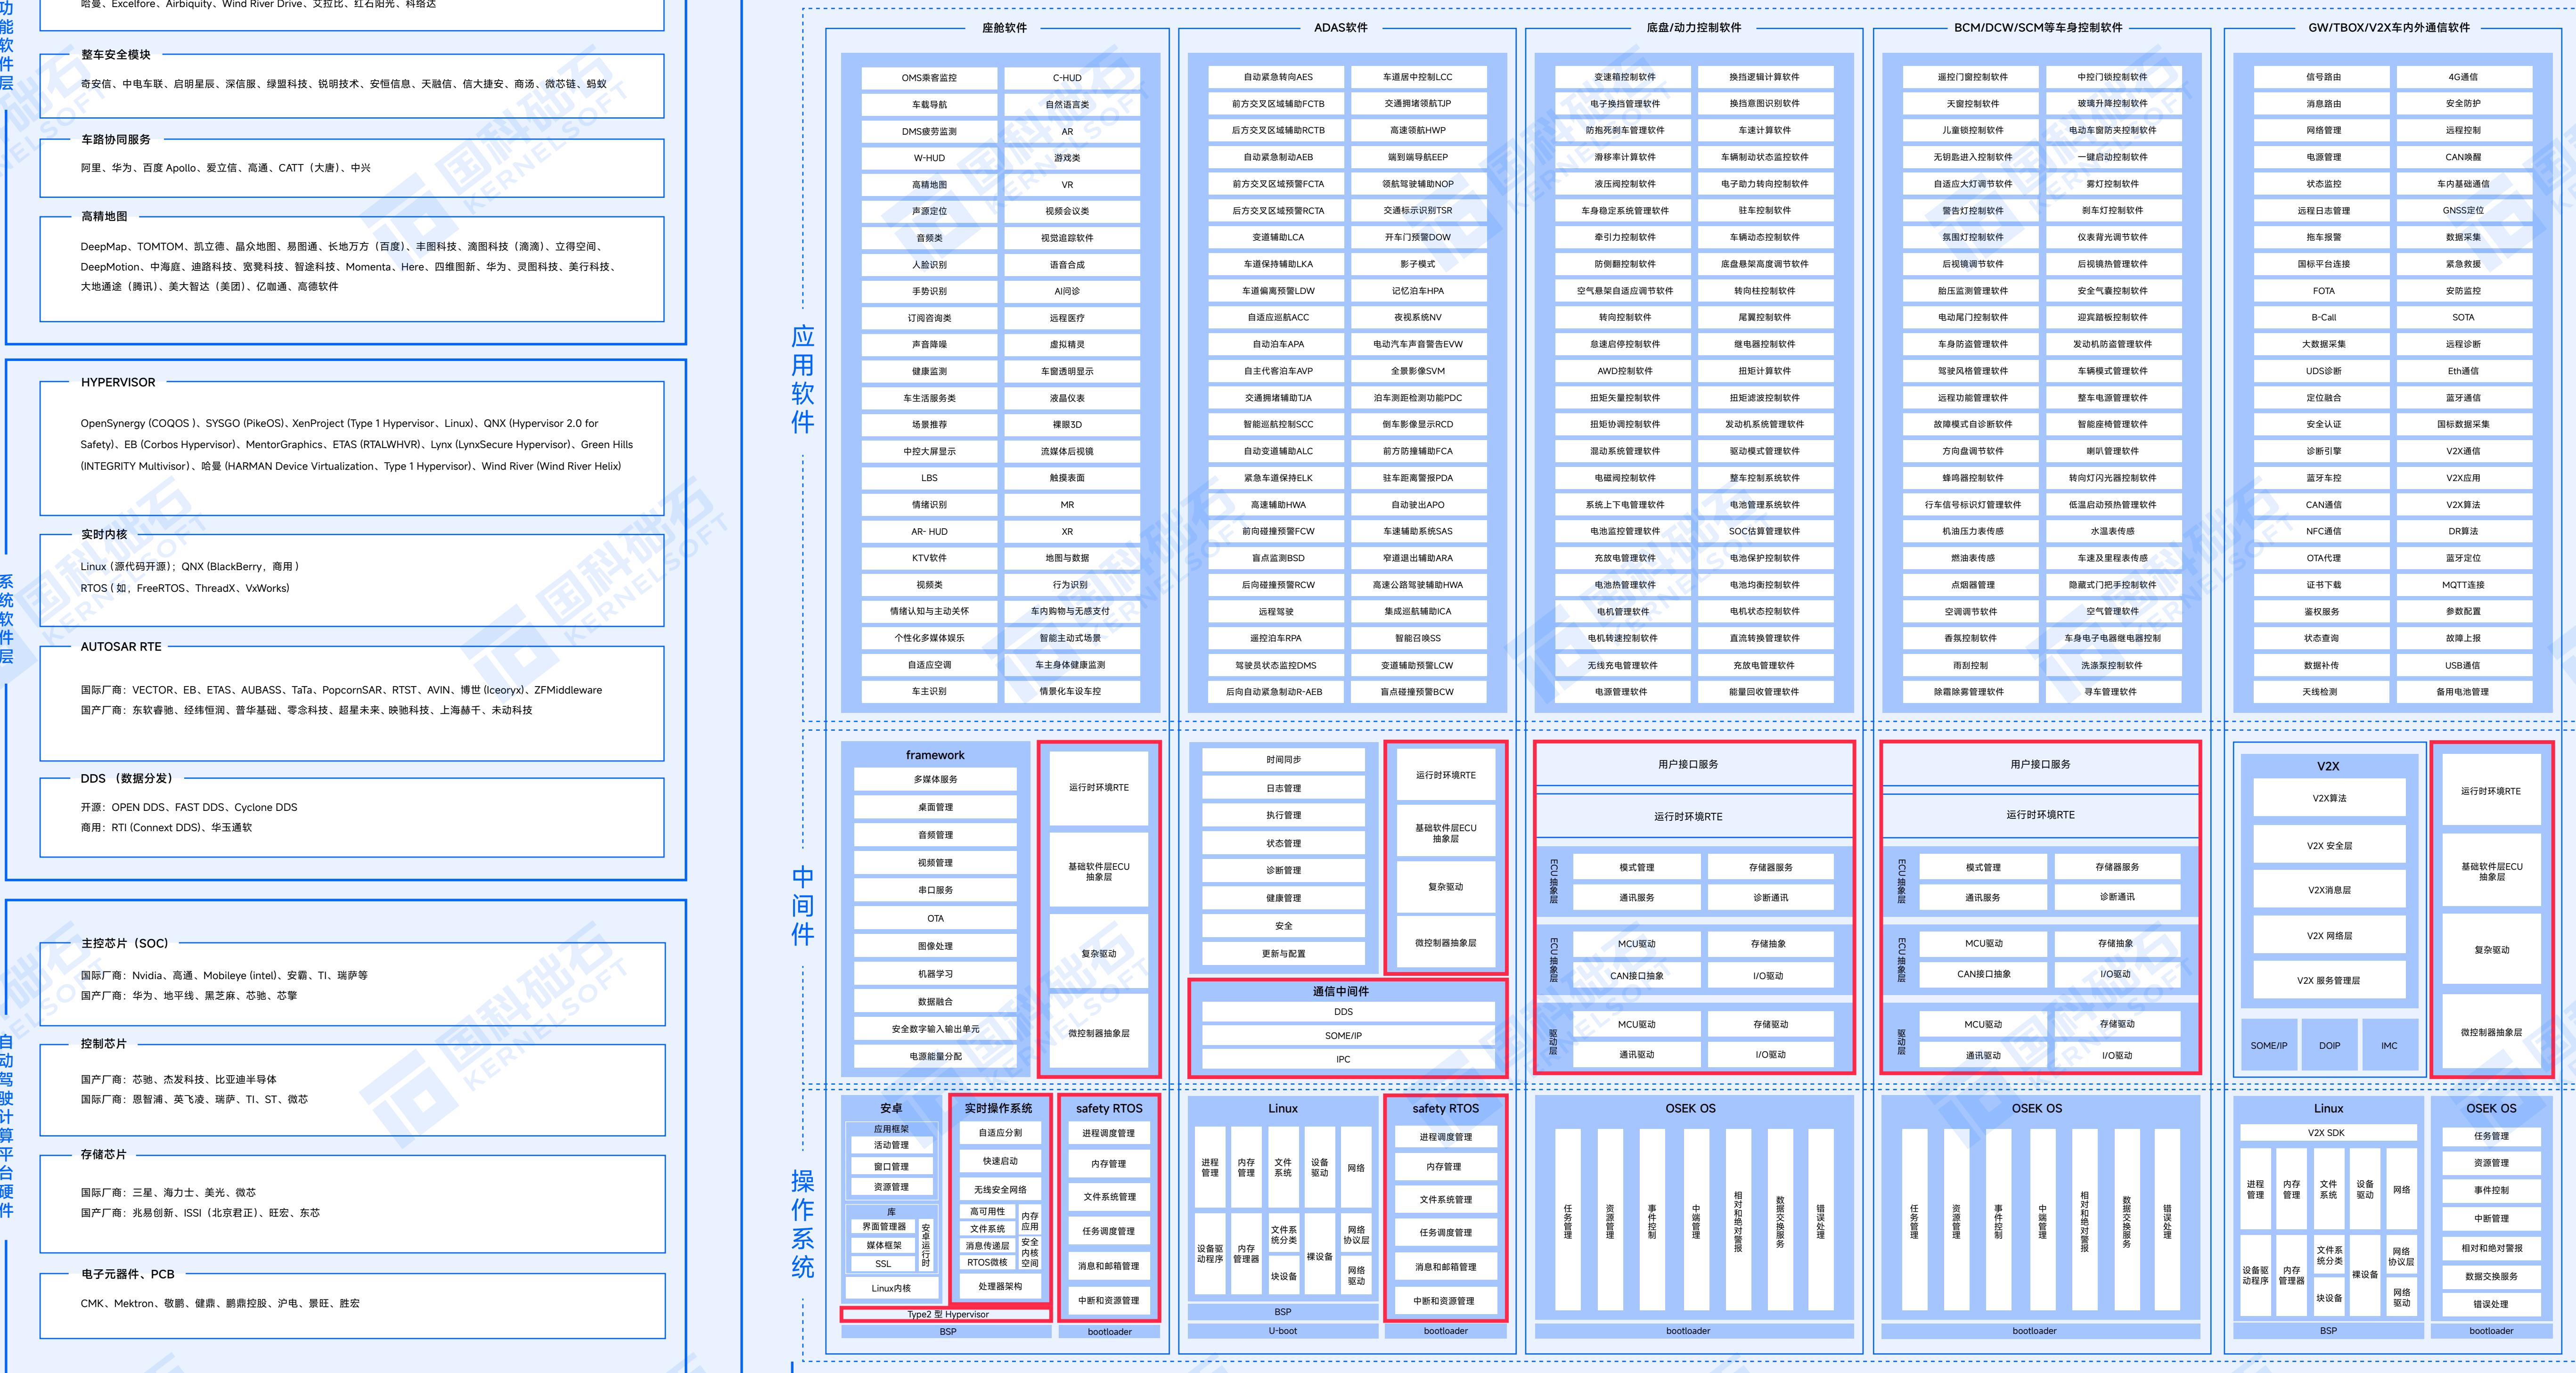 哈曼、Excelfore、Airbiquity、Wind River Drive、艾拉比、红石阳光、科络达
功能软件层
整车安全模块
奇安信、中电车联、启明星辰、深信服、绿盟科技、锐明技术、安恒信息、天融信、信大捷安、商汤、微芯链、蚂蚁
车路协同服务
阿里、华为、百度 Apollo、爱立信、高通、CATT（大唐）、中兴
高精地图
DeepMap、TOMTOM、凯立德、晶众地图、易图通、长地万方（百度）、丰图科技、滴图科技（滴滴）、立得空间、
DeepMotion、中海庭、迪路科技、宽凳科技、智途科技、Momenta、Here、四维图新、华为、灵图科技、美行科技、
大地通途（腾讯）、美大智达（美团）、亿咖通、高德软件
系统软件层
HYPERVISOR
OpenSynergy (COQOS )、SYSGO (PikeOS)、XenProject (Type 1 Hypervisor、Linux)、QNX (Hypervisor 2.0 for
Safety)、EB (Corbos Hypervisor)、MentorGraphics、ETAS (RTALWHVR)、Lynx (LynxSecure Hypervisor)、Green Hills
(INTEGRITY Multivisor）、哈曼 (HARMAN Device Virtualization、Type 1 Hypervisor)、Wind River (Wind River Helix)
实时内核
Linux (源代码开源)；QNX (BlackBerry，商用 )
RTOS ( 如，FreeRTOS、ThreadX、VxWorks)
AUTOSAR RTE
国际厂商：VECTOR、EB、ETAS、AUBASS、TaTa、PopcornSAR、RTST、AVIN、博世 (Iceoryx)、ZFMiddleware
国产厂商：东软睿驰、经纬恒润、普华基础、零念科技、超星未来、映驰科技、上海赫千、未动科技
DDS （数据分发）
开源：OPEN DDS、FAST DDS、Cyclone DDS
商用：RTI (Connext DDS)、华玉通软
自动驾驶计算平台硬件
主控芯片（SOC）
国际厂商：Nvidia、高通、Mobileye (intel)、安霸、TI、瑞萨等
国产厂商：华为、地平线、黑芝麻、芯驰、芯擎
控制芯片
国产厂商：芯驰、杰发科技、比亚迪半导体
国际厂商：恩智浦、英飞凌、瑞萨、TI、ST、微芯
存储芯片
国际厂商：三星、海力士、美光、微芯
国产厂商：兆易创新、ISSI（北京君正）、旺宏、东芯
电子元器件、PCB
CMK、Mektron、敬鹏、健鼎、鹏鼎控股、沪电、景旺、胜宏
应用软件
座舱软件
OMS乘客监控 C-HUD
车载导航 自然语言类
DMS疲劳监测 AR
W-HUD 游戏类
高精地图 VR
声源定位 视频会议类
音频类 视觉追踪软件
人脸识别 语音合成
手势识别 AI问诊
订阅咨询类 远程医疗
声音降噪 虚拟精灵
健康监测 车窗透明显示
车生活服务类 液晶仪表
场景推荐 裸眼3D
中控大屏显示 流媒体后视镜
LBS 触摸表面
情绪识别 MR
AR- HUD XR
KTV软件 地图与数据
视频类 行为识别
情绪认知与主动关怀 车内购物与无感支付
个性化多媒体娱乐 智能主动式场景
自适应空调 车主身体健康监测
车主识别 情景化车设车控
ADAS软件
自动紧急转向AES 车道居中控制LCC
前方交叉区域辅助FCTB 交通拥堵领航TJP
后方交叉区域辅助RCTB 高速领航HWP
自动紧急制动AEB 端到端导航EEP
前方交叉区域预警FCTA 领航驾驶辅助NOP
后方交叉区域预警RCTA 交通标示识别TSR
变道辅助LCA 开车门预警DOW
车道保持辅助LKA 影子模式
车道偏离预警LDW 记忆泊车HPA
自适应巡航ACC 夜视系统NV
自动泊车APA 电动汽车声音警告EVW
自主代客泊车AVP 全景影像SVM
交通拥堵辅助TJA 泊车测距检测功能PDC
智能巡航控制SCC 倒车影像显示RCD
自动变道辅助ALC 前方防撞辅助FCA
紧急车道保持ELK 驻车距离警报PDA
高速辅助HWA 自动驶出APO
前向碰撞预警FCW 车速辅助系统SAS
盲点监测BSD 窄道退出辅助ARA
后向碰撞预警RCW 高速公路驾驶辅助HWA
远程驾驶 集成巡航辅助ICA
遥控泊车RPA 智能召唤SS
驾驶员状态监控DMS 变道辅助预警LCW
后向自动紧急制动R-AEB 盲点碰撞预警BCW
底盘/动力控制软件
变速箱控制软件 换挡逻辑计算软件
电子换挡管理软件 换挡意图识别软件
防抱死刹车管理软件 车速计算软件
滑移率计算软件 车辆制动状态监控软件
液压阀控制软件 电子助力转向控制软件
车身稳定系统管理软件 驻车控制软件
牵引力控制软件 车辆动态控制软件
防侧翻控制软件 底盘悬架高度调节软件
空气悬架自适应调节软件 转向柱控制软件
转向控制软件 尾翼控制软件
怠速启停控制软件 继电器控制软件
AWD控制软件 扭矩计算软件
扭矩矢量控制软件 扭矩滤波控制软件
扭矩协调控制软件 发动机系统管理软件
混动系统管理软件 驱动模式管理软件
电磁阀控制软件 整车控制系统软件
系统上下电管理软件 电池管理系统软件
电池监控管理软件 SOC估算管理软件
充放电管理软件 电池保护控制软件
电池热管理软件 电池均衡控制软件
电机管理软件 电机状态控制软件
电机转速控制软件 直流转换管理软件
无线充电管理软件 充放电管理软件
电源管理软件 能量回收管理软件
BCM/DCW/SCM等车身控制软件
遥控门窗控制软件 中控门锁控制软件
天窗控制软件 玻璃升降控制软件
儿童锁控制软件 电动车窗防夹控制软件
无钥匙进入控制软件 一键启动控制软件
自适应大灯调节软件 雾灯控制软件
警告灯控制软件 刹车灯控制软件
氛围灯控制软件 仪表背光调节软件
后视镜调节软件 后视镜热管理软件
胎压监测管理软件 安全气囊控制软件
电动尾门控制软件 迎宾踏板控制软件
车身防盗管理软件 发动机防盗管理软件
驾驶风格管理软件 车辆模式管理软件
远程功能管理软件 整车电源管理软件
故障模式自诊断软件 智能座椅管理软件
方向盘调节软件 喇叭管理软件
蜂鸣器控制软件 转向灯闪光器控制软件
行车信号标识灯管理软件 低温启动预热管理软件
机油压力表传感 水温表传感
燃油表传感 车速及里程表传感
点烟器管理 隐藏式门把手控制软件
空调调节软件 空气管理软件
香氛控制软件 车身电子电器继电器控制
雨刮控制 洗涤泵控制软件
除霜除雾管理软件 寻车管理软件
GW/TBOX/V2X车内外通信软件
信号路由 4G通信
消息路由 安全防护
网络管理 远程控制
电源管理 CAN唤醒
状态监控 车内基础通信
远程日志管理 GNSS定位
拖车报警 数据采集
国标平台连接 紧急救援
FOTA 安防监控
B-Call SOTA
大数据采集 远程诊断
UDS诊断 Eth通信
定位融合 蓝牙通信
安全认证 国标数据采集
诊断引擎 V2X通信
蓝牙车控 V2X应用
CAN通信 V2X算法
NFC通信 DR算法
OTA代理 蓝牙定位
证书下载 MQTT连接
鉴权服务 参数配置
状态查询 故障上报
数据补传 USB通信
天线检测 备用电池管理
中间件
framework
多媒体服务
桌面管理
音频管理
视频管理
串口服务
OTA
图像处理
机器学习
数据融合
安全数字输入输出单元
电源能量分配
运行时环境RTE
基础软件层ECU
抽象层
复杂驱动
微控制器抽象层
时间同步
日志管理
执行管理
状态管理
诊断管理
健康管理
安全
更新与配置
运行时环境RTE
基础软件层ECU
抽象层
复杂驱动
微控制器抽象层
通信中间件
DDS
SOME/IP
IPC
用户接口服务
运行时环境RTE
ECU抽象层
模式管理 存储器服务
通讯服务 诊断通讯
ECU抽象层
MCU驱动 存储抽象
CAN接口抽象 I/O驱动
驱动层
MCU驱动 存储驱动
通讯驱动 I/O驱动
用户接口服务
运行时环境RTE
ECU抽象层
模式管理 存储器服务
通讯服务 诊断通讯
ECU抽象层
MCU驱动 存储抽象
CAN接口抽象 I/O驱动
驱动层
MCU驱动 存储驱动
通讯驱动 I/O驱动
V2X
V2X算法
V2X 安全层
V2X消息层
V2X 网络层
V2X 服务管理层
SOME/IP DOIP IMC
运行时环境RTE
基础软件层ECU
抽象层
复杂驱动
微控制器抽象层
操作系统
安卓
应用框架
活动管理
窗口管理
资源管理
库
界面管理器
媒体框架
SSL
安卓运行时
Linux内核
实时操作系统
自适应分割
快速启动
无线安全网络
高可用性
文件系统
消息传递层
RTOS微核
内存应用
安全内核空间
处理器架构
Type2 型 Hypervisor
BSP
safety RTOS
进程调度管理
内存管理
文件系统管理
任务调度管理
消息和邮箱管理
中断和资源管理
bootloader
Linux
进程管理 内存管理 文件系统 设备驱动 网络
设备驱动程序 内存管理器 文件系统分类 块设备 裸设备 网络协议层 网络驱动
BSP
U-boot
safety RTOS
进程调度管理
内存管理
文件系统管理
任务调度管理
消息和邮箱管理
中断和资源管理
bootloader
OSEK OS
任务管理 资源管理 事件控制 中端管理 相对和绝对警报 数据交换服务 错误处理
bootloader
OSEK OS
任务管理 资源管理 事件控制 中端管理 相对和绝对警报 数据交换服务 错误处理
bootloader
Linux
V2X SDK
进程管理 内存管理 文件系统 设备驱动 网络
设备驱动程序 内存管理器 文件系统分类 块设备 裸设备 网络协议层 网络驱动
BSP
OSEK OS
任务管理
资源管理
事件控制
中断管理
相对和绝对警报
数据交换服务
错误处理
bootloader
国科础石
KERNELSOFT